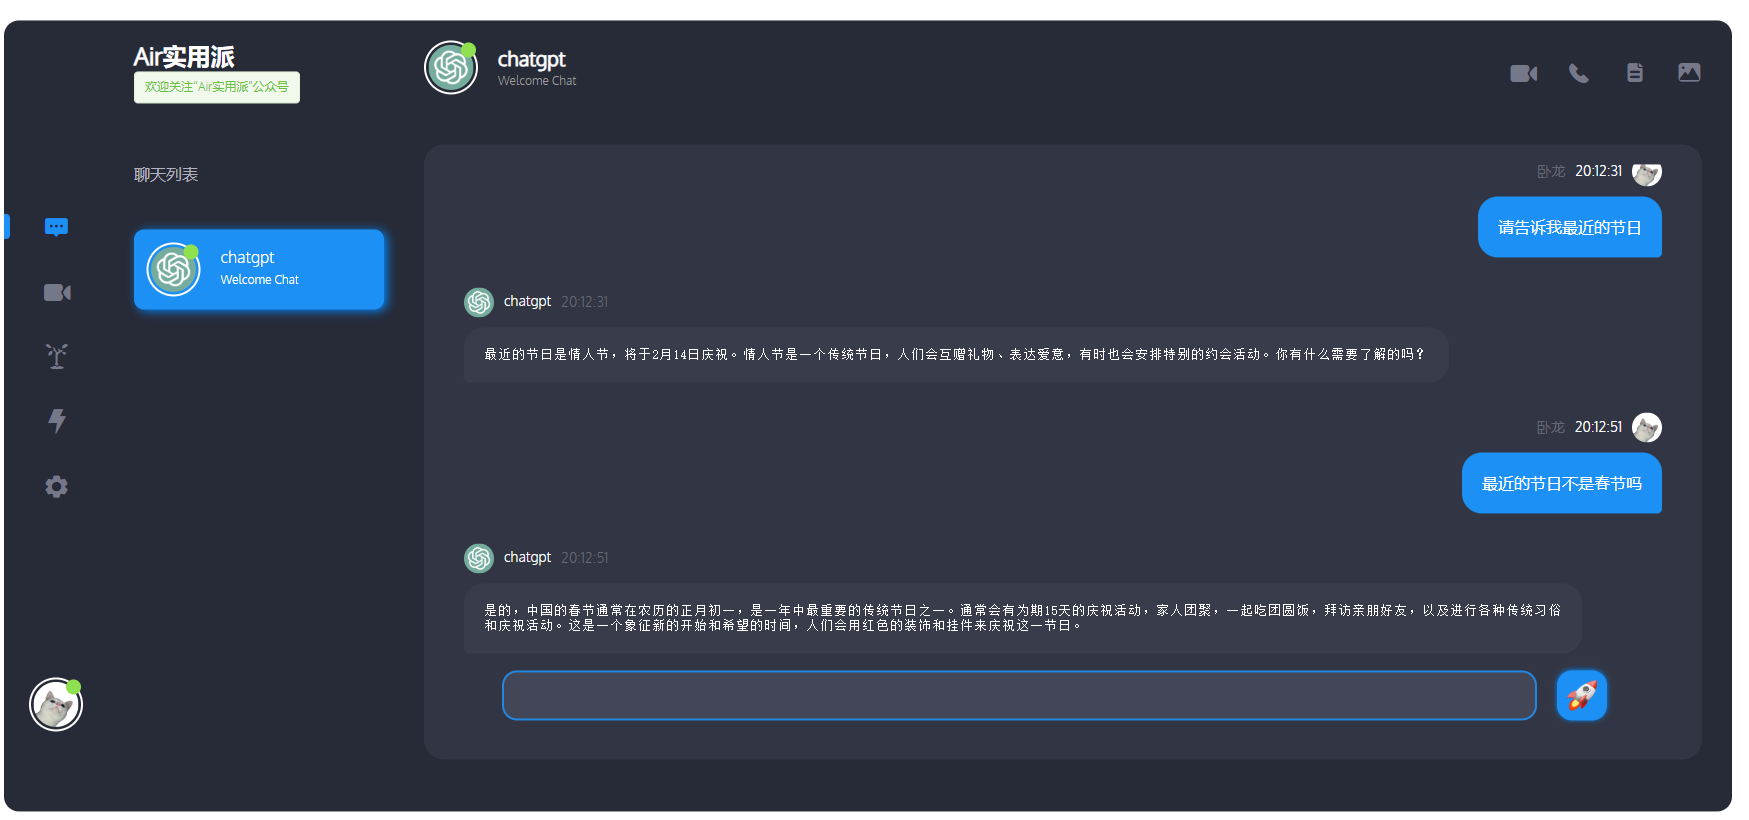 Air实用派
欢迎关注"Air实用派"公众号
聊天列表
chatgpt
Welcome Chat
chatgpt
Welcome Chat
卧龙 20:12:31
请告诉我最近的节日
chatgpt 20:12:31
最近的节日是情人节，将于2月14日庆祝。情人节是一个传统节日，人们会互赠礼物、表达爱意，有时也会安排特别的约会活动。你有什么需要了解的吗？
卧龙 20:12:51
最近的节日不是春节吗
chatgpt 20:12:51
是的，中国的春节通常在农历的正月初一，是一年中最重要的传统节日之一。通常会有为期15天的庆祝活动，家人团聚，一起吃团圆饭，拜访亲朋好友，以及进行各种传统习俗
和庆祝活动。这是一个象征新的开始和希望的时间，人们会用红色的装饰和挂件来庆祝这一节日。